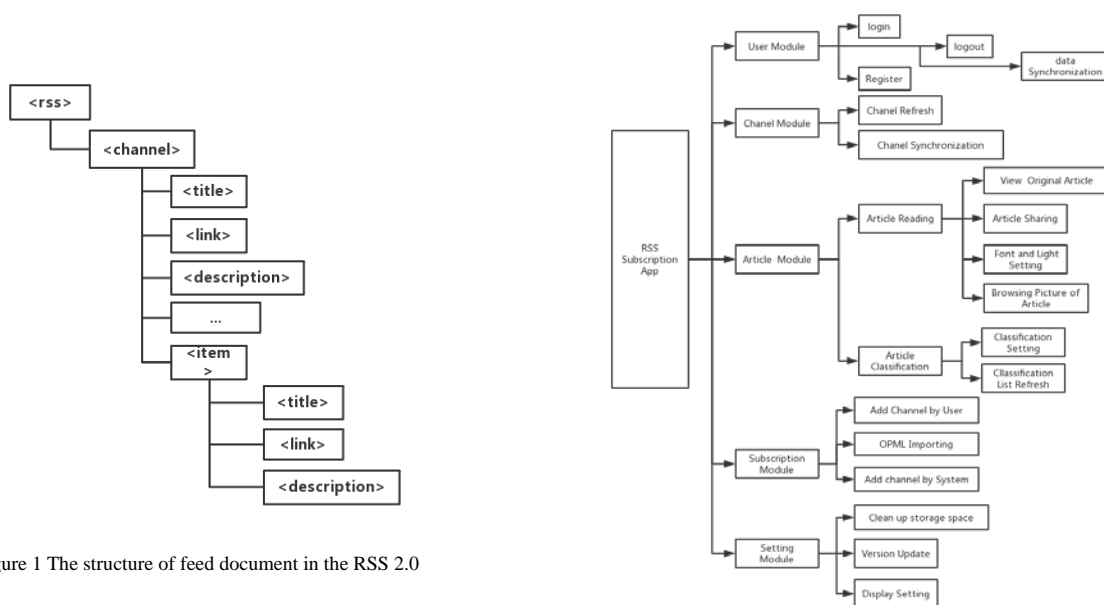 <rss>
<channel>
<title>
<link>
<description>
...
<item
>
<title>
<link>
<description>
gure 1 The structure of feed document in the RSS 2.0
RSS
Subscription
App
User Module
login
logout
data
Synchronization
Register
Chanel Module
Chanel Refresh
Chanel Synchronization
Article Module
Article Reading
View Original Article
Article Sharing
Font and Light
Setting
Browsing Picture of
Article
Article
Classification
Classification
Setting
Cllassification
List Refresh
Subscription
Module
Add Channel by User
OPML Importing
Add channel by System
Setting
Module
Clean up storage space
Version Update
Display Setting